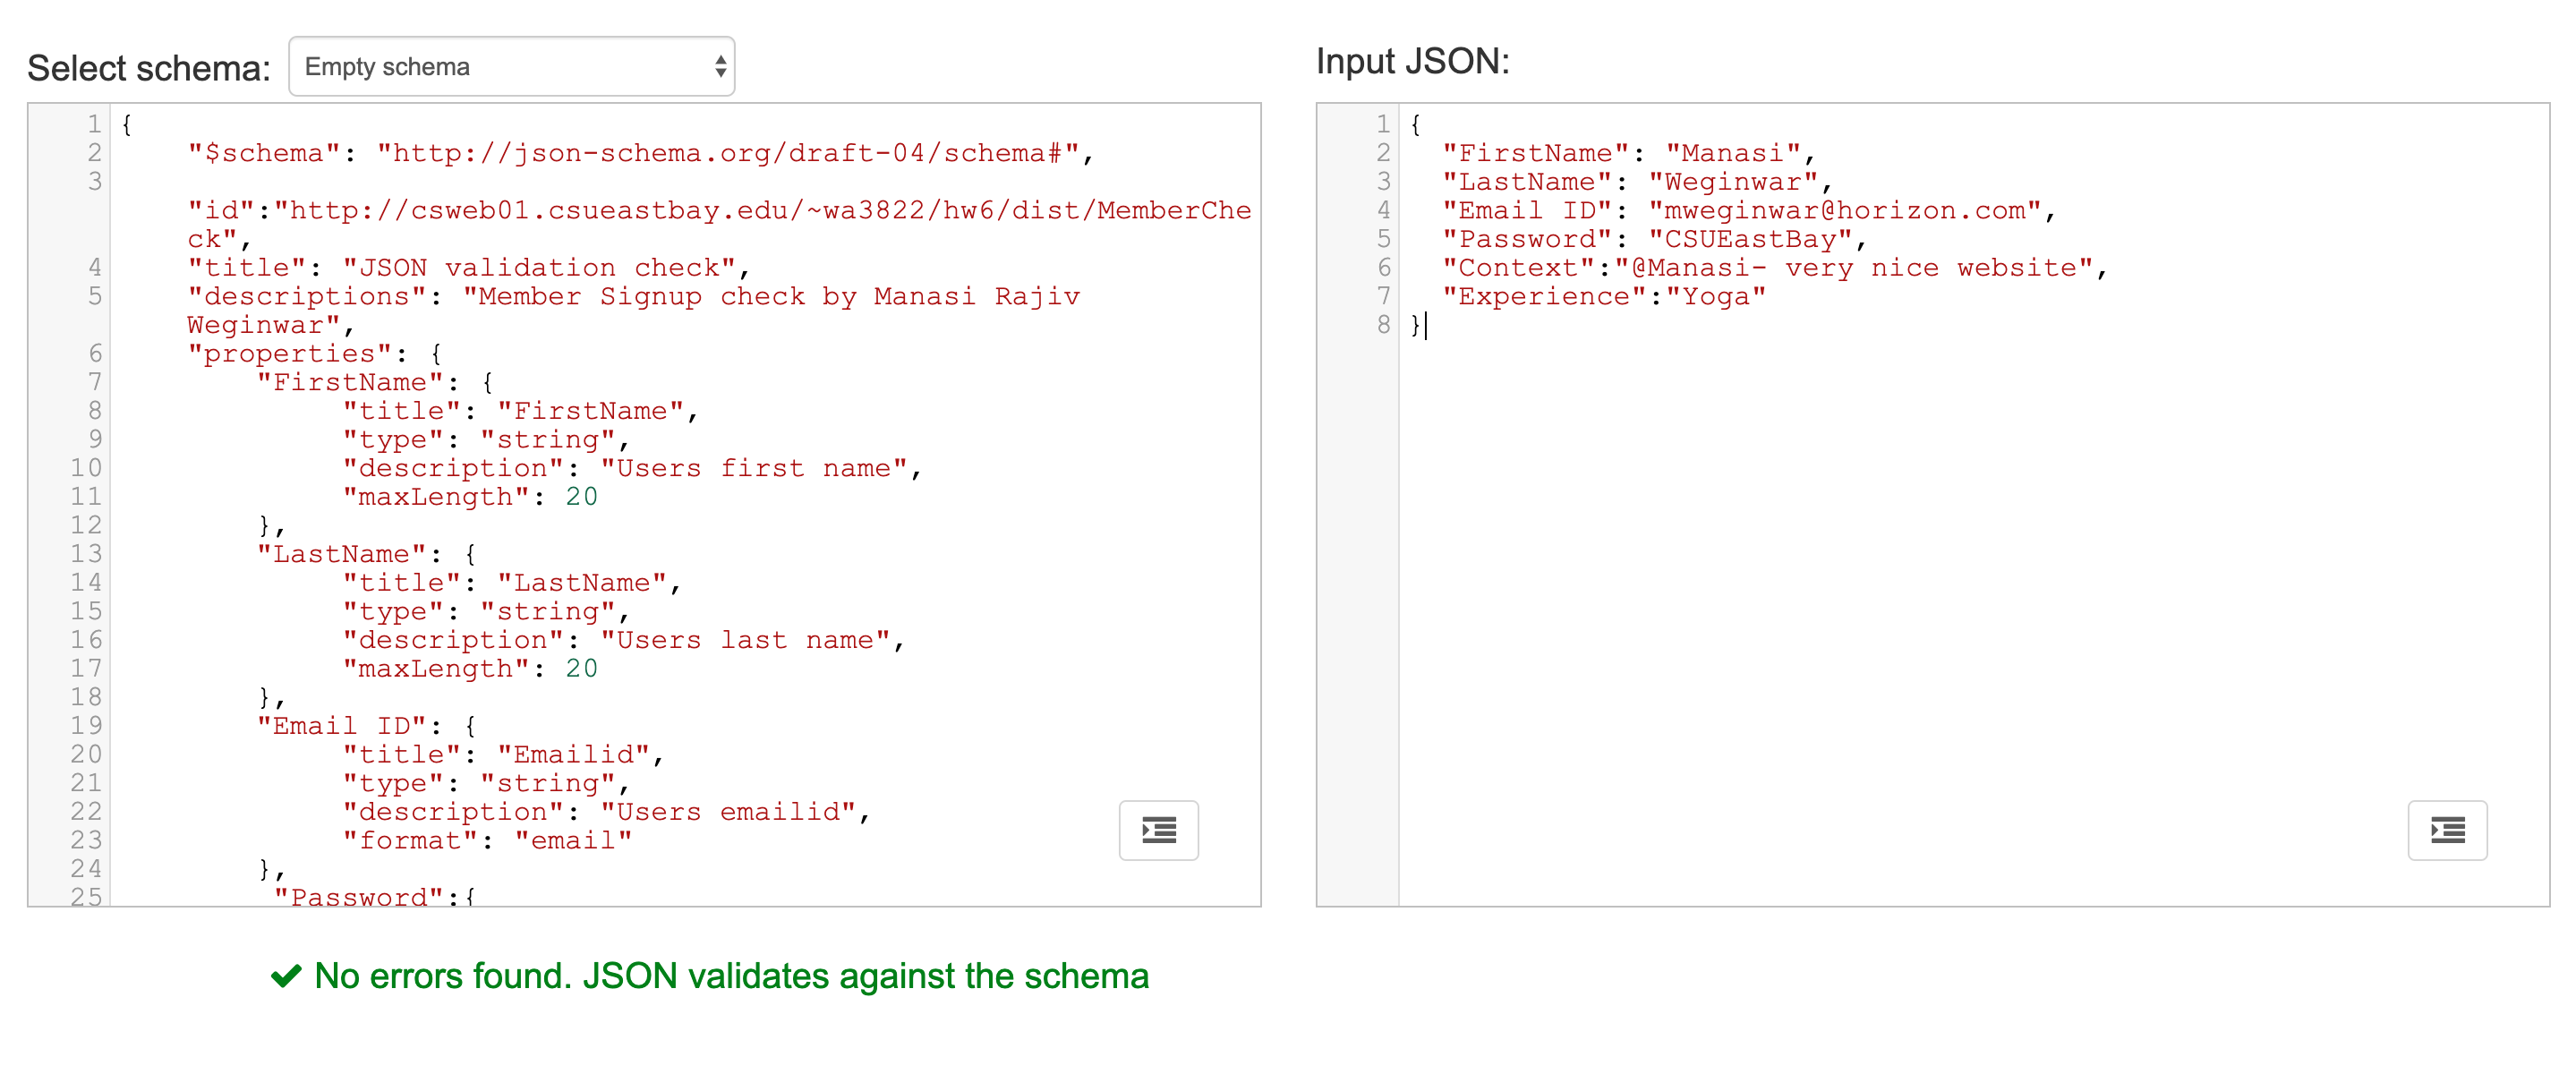 Select schema: Empty schema
1 {
2 "$schema": "http://json-schema.org/draft-04/schema#",
3
"id":"http://csweb01.csueastbay.edu/~wa3822/hw6/dist/MemberChe
ck",
4 "title": "JSON validation check",
5 "descriptions": "Member Signup check by Manasi Rajiv
Weginwar",
6 "properties": {
7 "FirstName": {
8 "title": "FirstName",
9 "type": "string",
10 "description": "Users first name",
11 "maxLength": 20
12 },
13 "LastName": {
14 "title": "LastName",
15 "type": "string",
16 "description": "Users last name",
17 "maxLength": 20
18 },
19 "Email ID": {
20 "title": "Emailid",
21 "type": "string",
22 "description": "Users emailid",
23 "format": "email"
24 },
25 "Password":{
Input JSON:
1 {
2 "FirstName": "Manasi",
3 "LastName": "Weginwar",
4 "Email ID": "mweginwar@horizon.com",
5 "Password": "CSUEastBay",
6 "Context":"@Manasi- very nice website",
7 "Experience":"Yoga"
8 }
No errors found. JSON validates against the schema